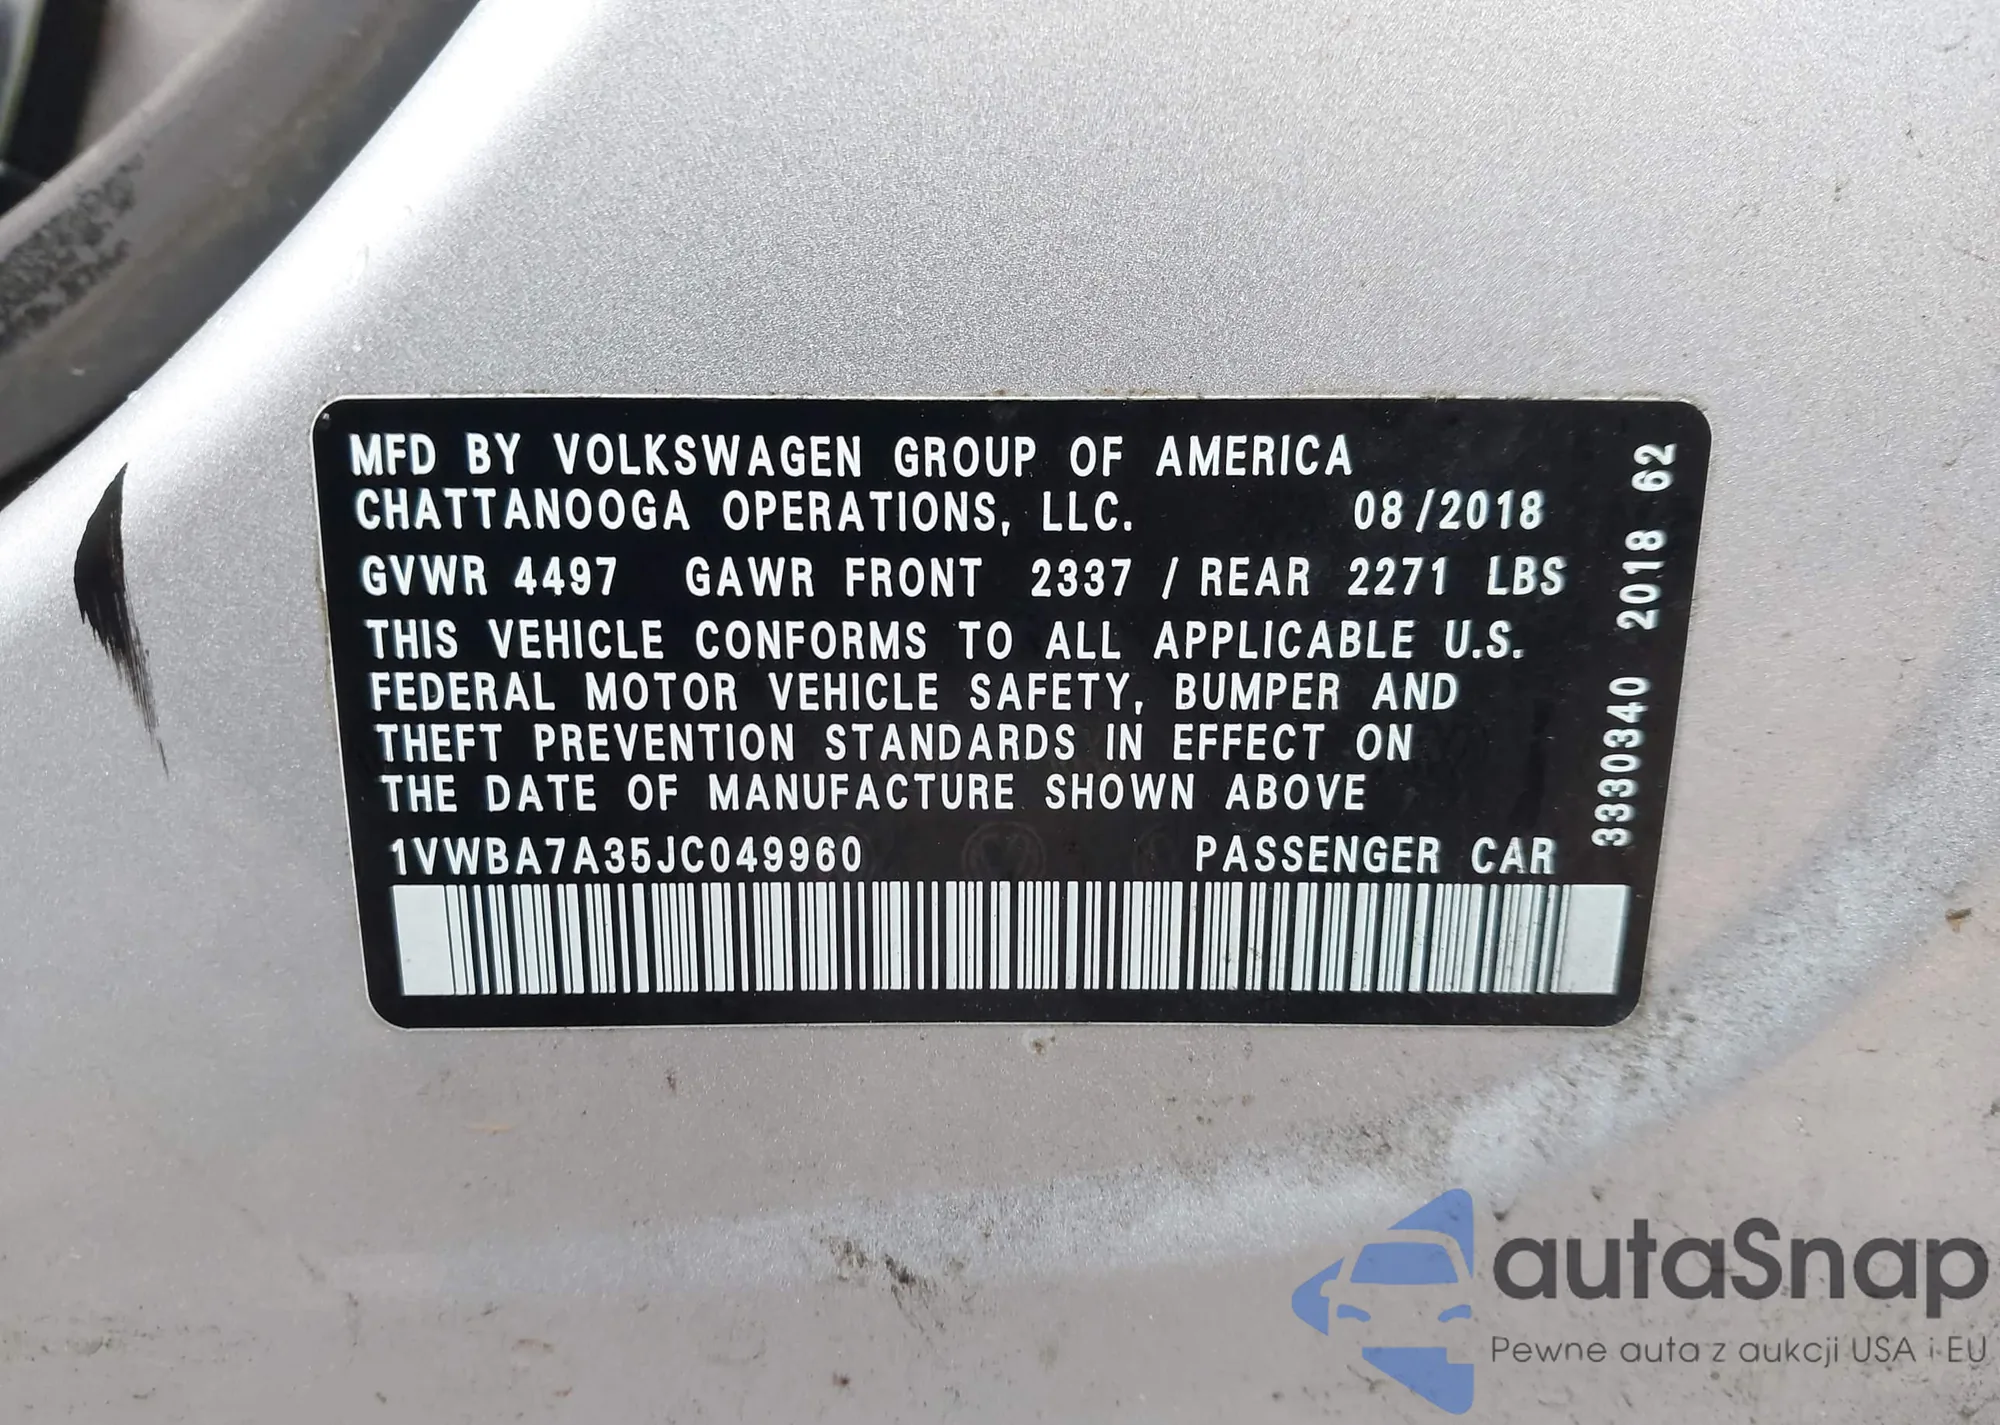 MFD BY VOLKSWAGEN GROUP OF AMERICA
CHATTANOOGA OPERATIONS, LLC. 08/2018
GVWR 4497 GAWR FRONT 2337 / REAR 2271 LBS
THIS VEHICLE CONFORMS TO ALL APPLICABLE U.S.
FEDERAL MOTOR VEHICLE SAFETY, BUMPER AND
THEFT PREVENTION STANDARDS IN EFFECT ON
THE DATE OF MANUFACTURE SHOWN ABOVE
1VWBA7A35JC049960 PASSENGER CAR
3330340 2018 62
autaSnap
Pewne auta z aukcji USA i EU